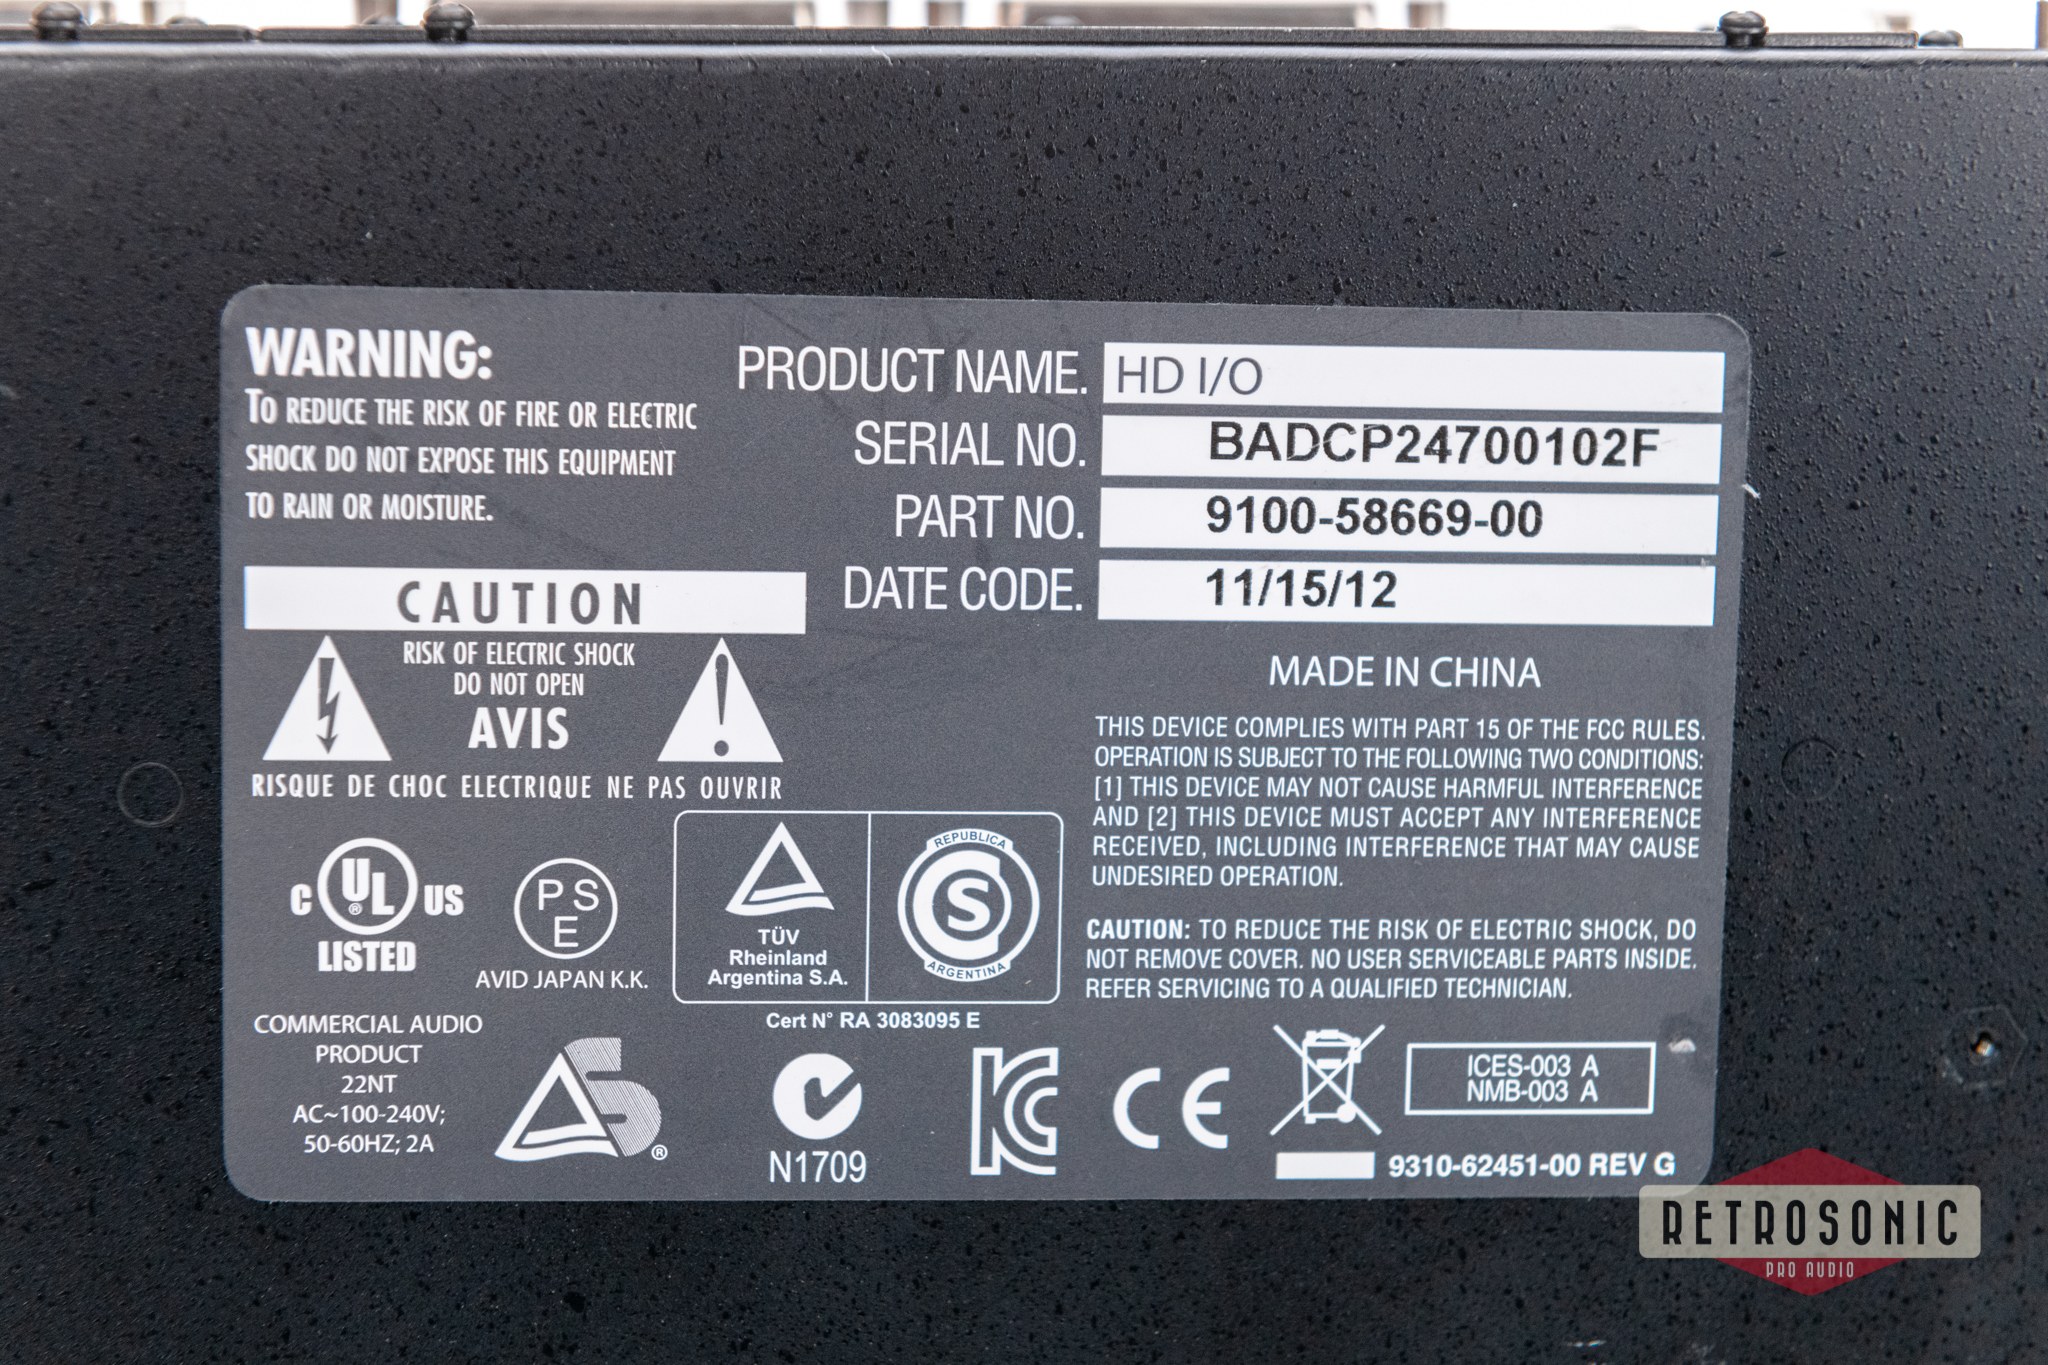 WARNING:
TO REDUCE THE RISK OF FIRE OR ELECTRIC
SHOCK DO NOT EXPOSE THIS EQUIPMENT
TO RAIN OR MOISTURE.
CAUTION
RISK OF ELECTRIC SHOCK
DO NOT OPEN
AVIS
RISQUE DE CHOC ELECTRIQUE NE PAS OUVRIR
PRODUCT NAME. HD I/O
SERIAL NO. BADCP24700102F
PART NO. 9100-58669-00
DATE CODE. 11/15/12
MADE IN CHINA
THIS DEVICE COMPLIES WITH PART 15 OF THE FCC RULES.
OPERATION IS SUBJECT TO THE FOLLOWING TWO CONDITIONS:
[1] THIS DEVICE MAY NOT CAUSE HARMFUL INTERFERENCE
AND [2] THIS DEVICE MUST ACCEPT ANY INTERFERENCE
RECEIVED, INCLUDING INTERFERENCE THAT MAY CAUSE
UNDESIRED OPERATION.
CAUTION: TO REDUCE THE RISK OF ELECTRIC SHOCK, DO
NOT REMOVE COVER. NO USER SERVICEABLE PARTS INSIDE.
REFER SERVICING TO A QUALIFIED TECHNICIAN.
C UL ® US
LISTED
PS
E
AVID JAPAN K.K.
TÜV
Rheinland
Argentina S.A.
REPUBLICA
S
ARGENTINA
Cert N° RA 3083095 E
COMMERCIAL AUDIO
PRODUCT
22NT
AC~100-240V;
50-60HZ; 2A
S ®
N1709
KC
CE
ICES-003 A
NMB-003 A
9310-62451-00 REV G
RETROSONIC
PRO AUDIO